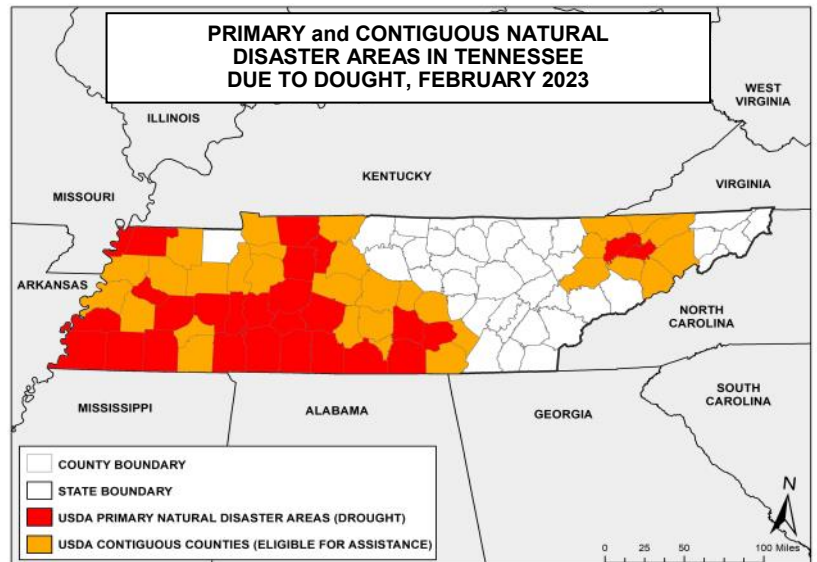 PRIMARY and CONTIGUOUS NATURAL
DISASTER AREAS IN TENNESSEE
DUE TO DOUGHT, FEBRUARY 2023
WEST
VIRGINIA
ILLINOIS
KENTUCKY
VIRGINIA
MISSOURI
ARKANSAS
NORTH
CAROLINA
SOUTH
CAROLINA
MISSISSIPPI
ALABAMA
GEORGIA
COUNTY BOUNDARY
STATE BOUNDARY
USDA PRIMARY NATURAL DISASTER AREAS (DROUGHT)
USDA CONTIGUOUS COUNTIES (ELIGIBLE FOR ASSISTANCE)
N
0 25 50 100 Miles